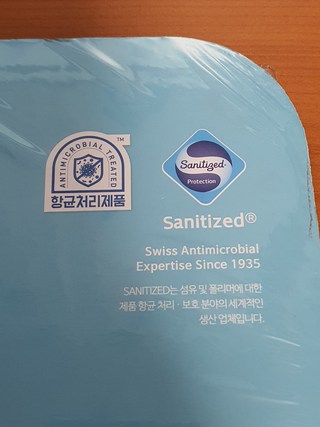 ANTIMICROBIAL TREATED
TM
항균처리제품
Sanitized
Protection
Sanitized®
Swiss Antimicrobial
Expertise Since 1935
SANITIZED는 섬유 및 폴리머에 대한
제품 항균 처리 · 보호 분야의 세계적인
생산 업체입니다.